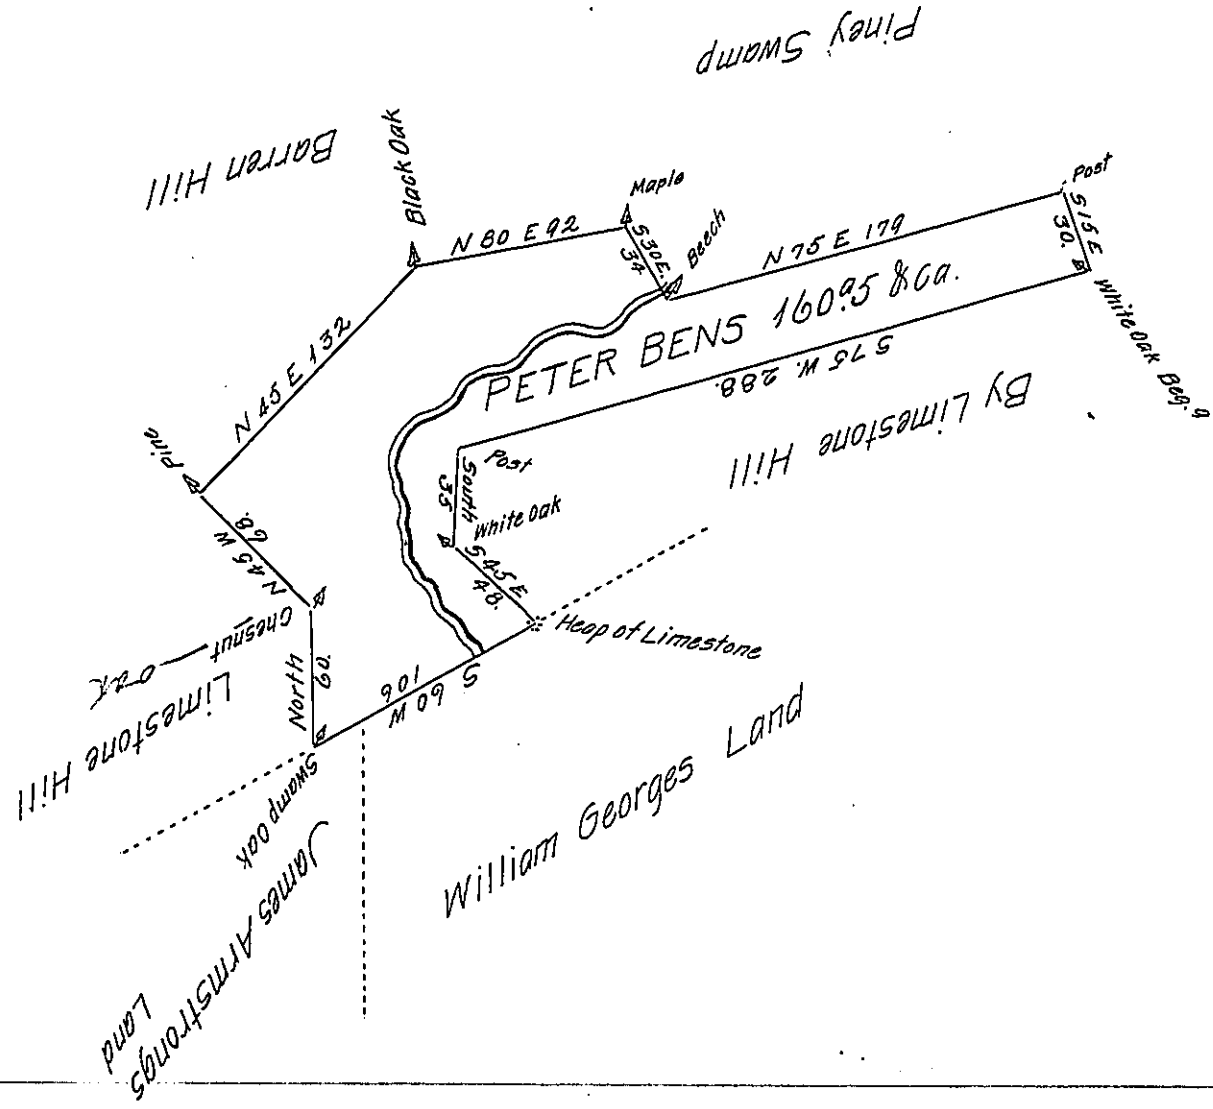 Piney Swamp
Barren Hill
Black Oak
Maple
Post
N 80 E 92
S 30 E.
34.
Beech
N 75 E 179
S 15 E
30.
White Oak Beg.g
PETER BENS 160as &Ca.
N 45 E 132
S 75 W. 288.
By Limestone Hill
Pine
Post
South
35
White Oak
N 45 W
68.
S 45 E
48.
Heap of Limestone
Chesnut Oak
Limestone Hill
North
60.
S 60 W
106
Swamp Oak
William Georges Land
James Armstrongs
Land